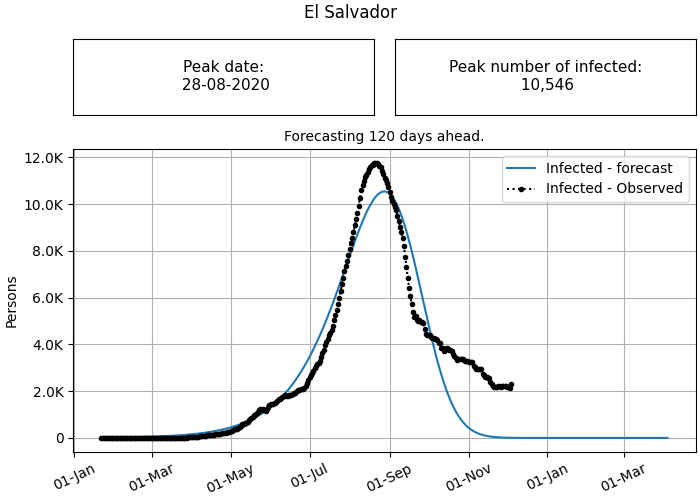 El Salvador
Peak date:
28-08-2020
Peak number of infected:
10,546
Forecasting 120 days ahead.
12.0K
10.0K
8.0K
6.0K
4.0K
2.0K
0
Persons
Infected - forecast
Infected - Observed
01-Jan
01-Mar
01-May
01-Jul
01-Sep
01-Nov
01-Jan
01-Mar